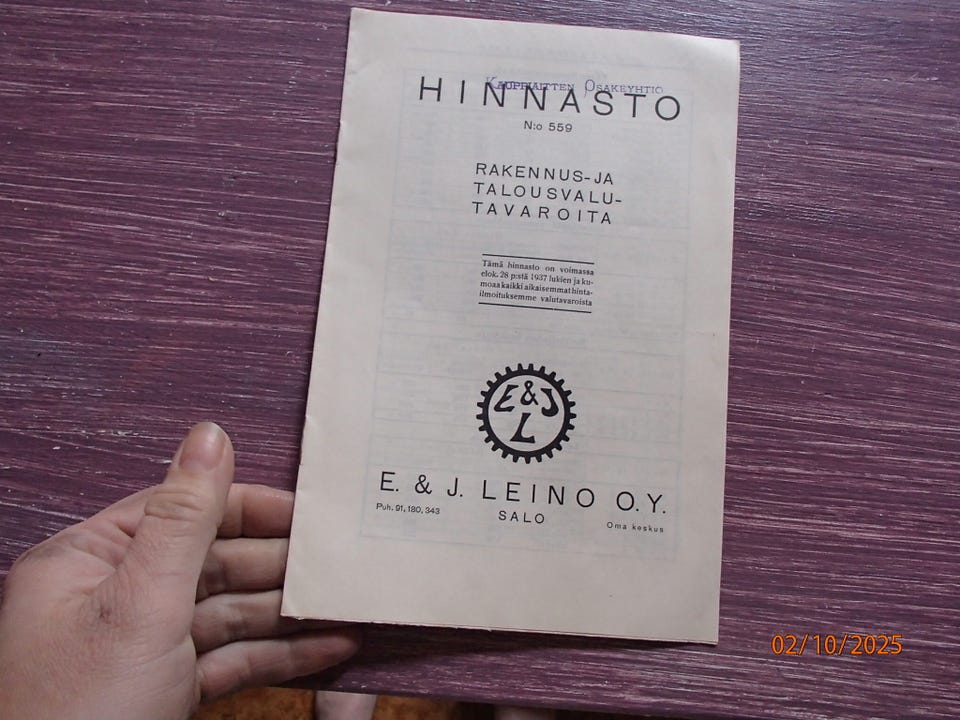 KAUPPIAITTEN OSAKEYHTIÖ
HINNASTO
N:o 559
RAKENNUS- JA
TALOUSVALU-
TAVAROITA
Tämä hinnasto on voimassa
elok. 28 p:stä 1937 lukien ja ku-
moaa kaikki aikaisemmat hinta-
ilmoituksemme valutavaroista
E & J
L
E. & J. LEINO O.Y.
Puh. 91, 180, 343
SALO
Oma keskus
02/10/2025